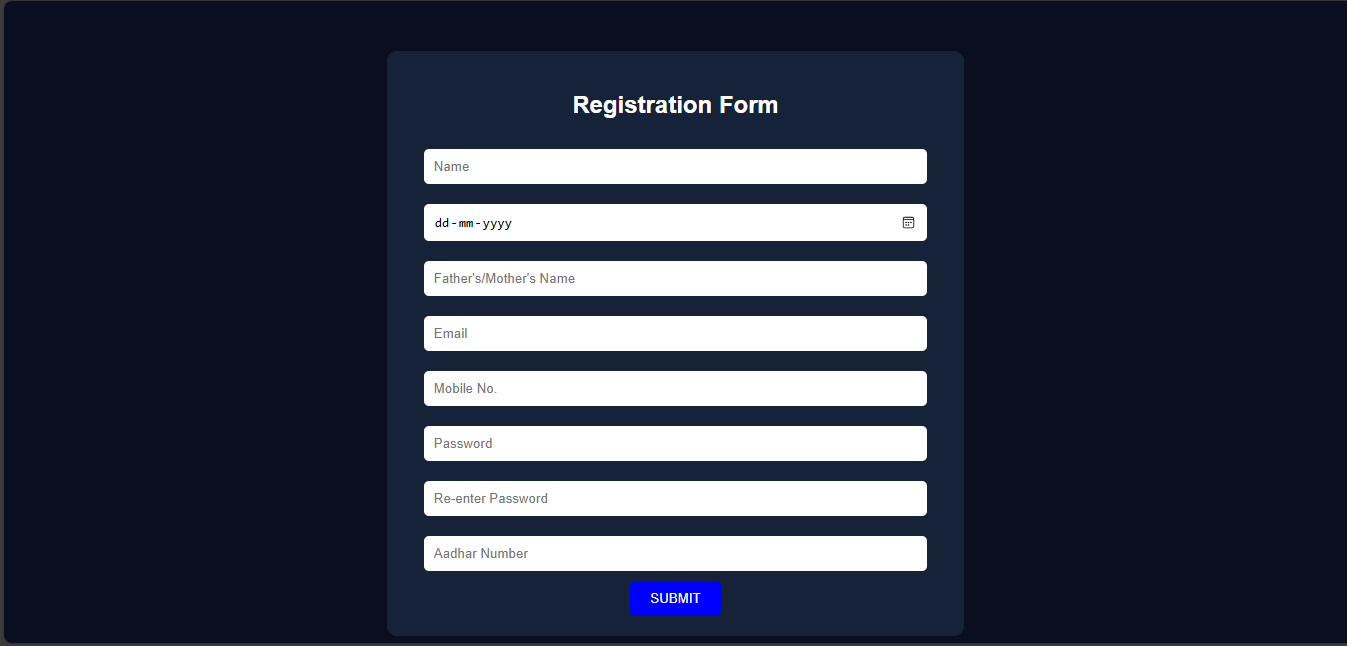 Registration Form
Name
dd-mm-yyyy
Father's/Mother's Name
Email
Mobile No.
Password
Re-enter Password
Aadhar Number
SUBMIT